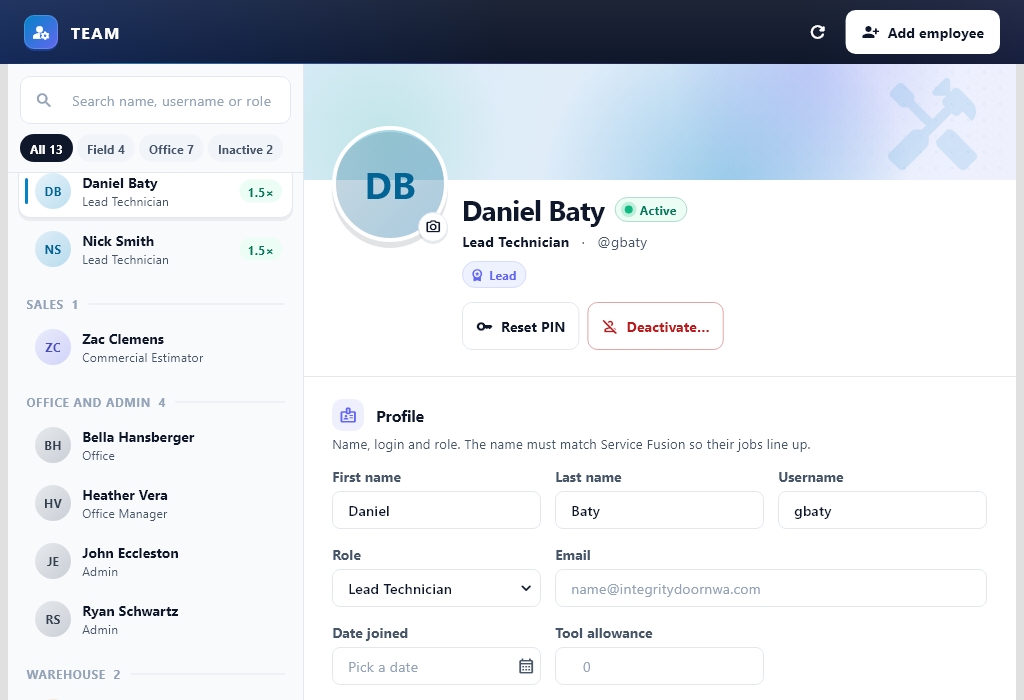 TEAM
Add employee
Search name, username or role
All 13
Field 4
Office 7
Inactive 2
DB
Daniel Baty
Lead Technician
1.5×
NS
Nick Smith
Lead Technician
1.5×
SALES 1
ZC
Zac Clemens
Commercial Estimator
OFFICE AND ADMIN 4
BH
Bella Hansberger
Office
HV
Heather Vera
Office Manager
JE
John Eccleston
Admin
RS
Ryan Schwartz
Admin
WAREHOUSE 2
DB
Daniel Baty
Active
Lead Technician · @gbaty
Lead
Reset PIN
Deactivate...
Profile
Name, login and role. The name must match Service Fusion so their jobs line up.
First name
Last name
Username
Daniel
Baty
gbaty
Role
Email
Lead Technician
name@integritydoornwa.com
Date joined
Tool allowance
Pick a date
0